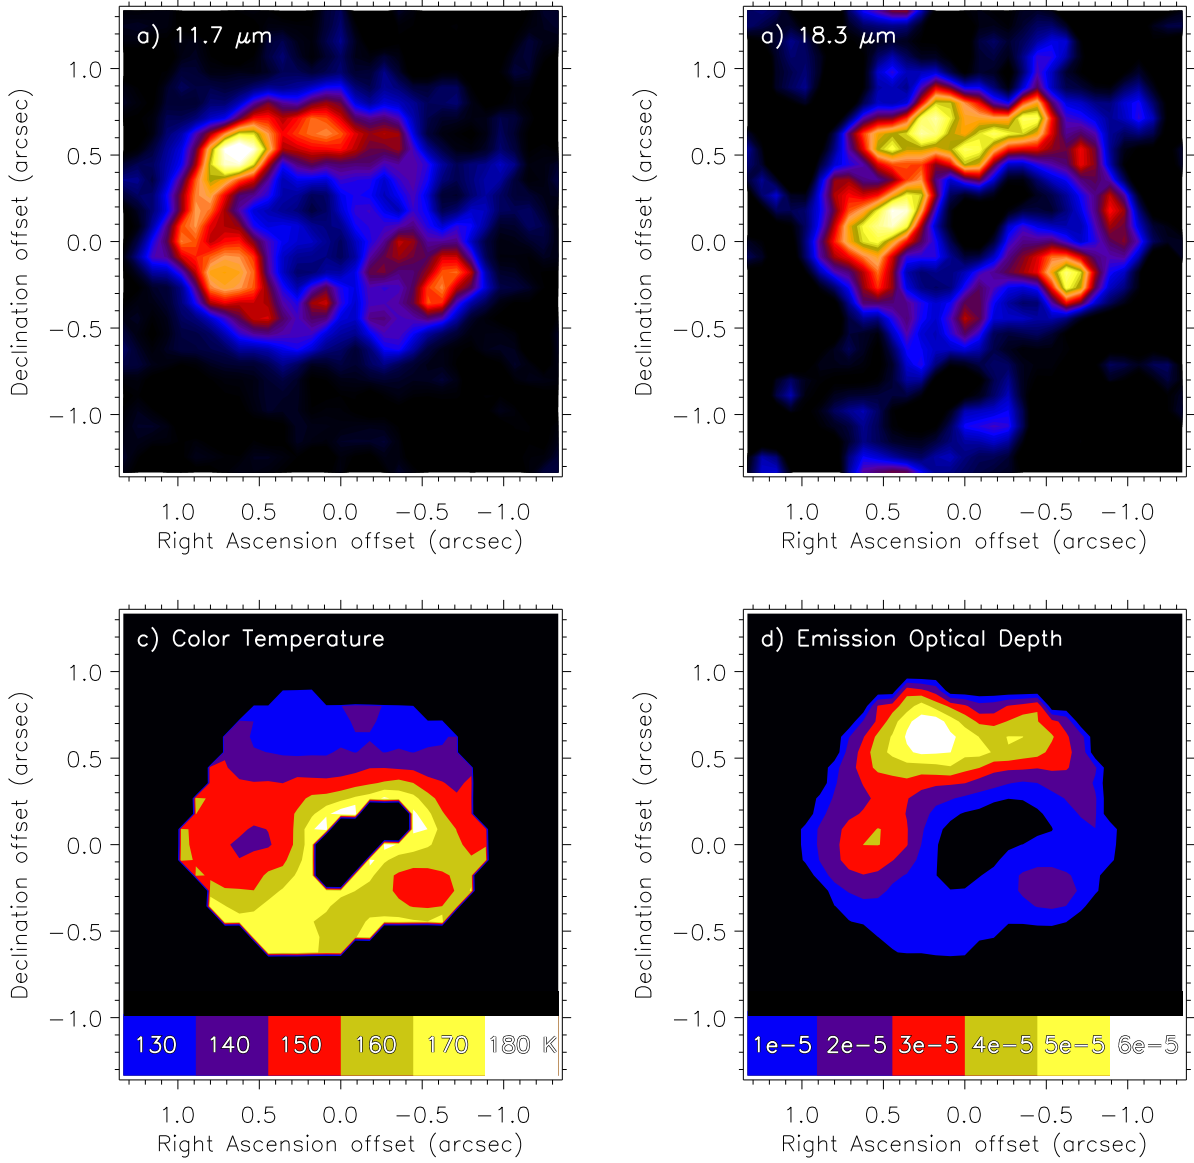 a) 11.7 μm
1.0
0.5
0.0
−0.5
−1.0
Declination offset (arcsec)
1.0 0.5 0.0 −0.5 −1.0
Right Ascension offset (arcsec)
a) 18.3 μm
1.0
0.5
0.0
−0.5
−1.0
Declination offset (arcsec)
1.0 0.5 0.0 −0.5 −1.0
Right Ascension offset (arcsec)
c) Color Temperature
1.0
0.5
0.0
−0.5
−1.0
Declination offset (arcsec)
130 140 150 160 170 180 K
1.0 0.5 0.0 −0.5 −1.0
Right Ascension offset (arcsec)
d) Emission Optical Depth
1.0
0.5
0.0
−0.5
−1.0
Declination offset (arcsec)
1e−5 2e−5 3e−5 4e−5 5e−5 6e−5
1.0 0.5 0.0 −0.5 −1.0
Right Ascension offset (arcsec)